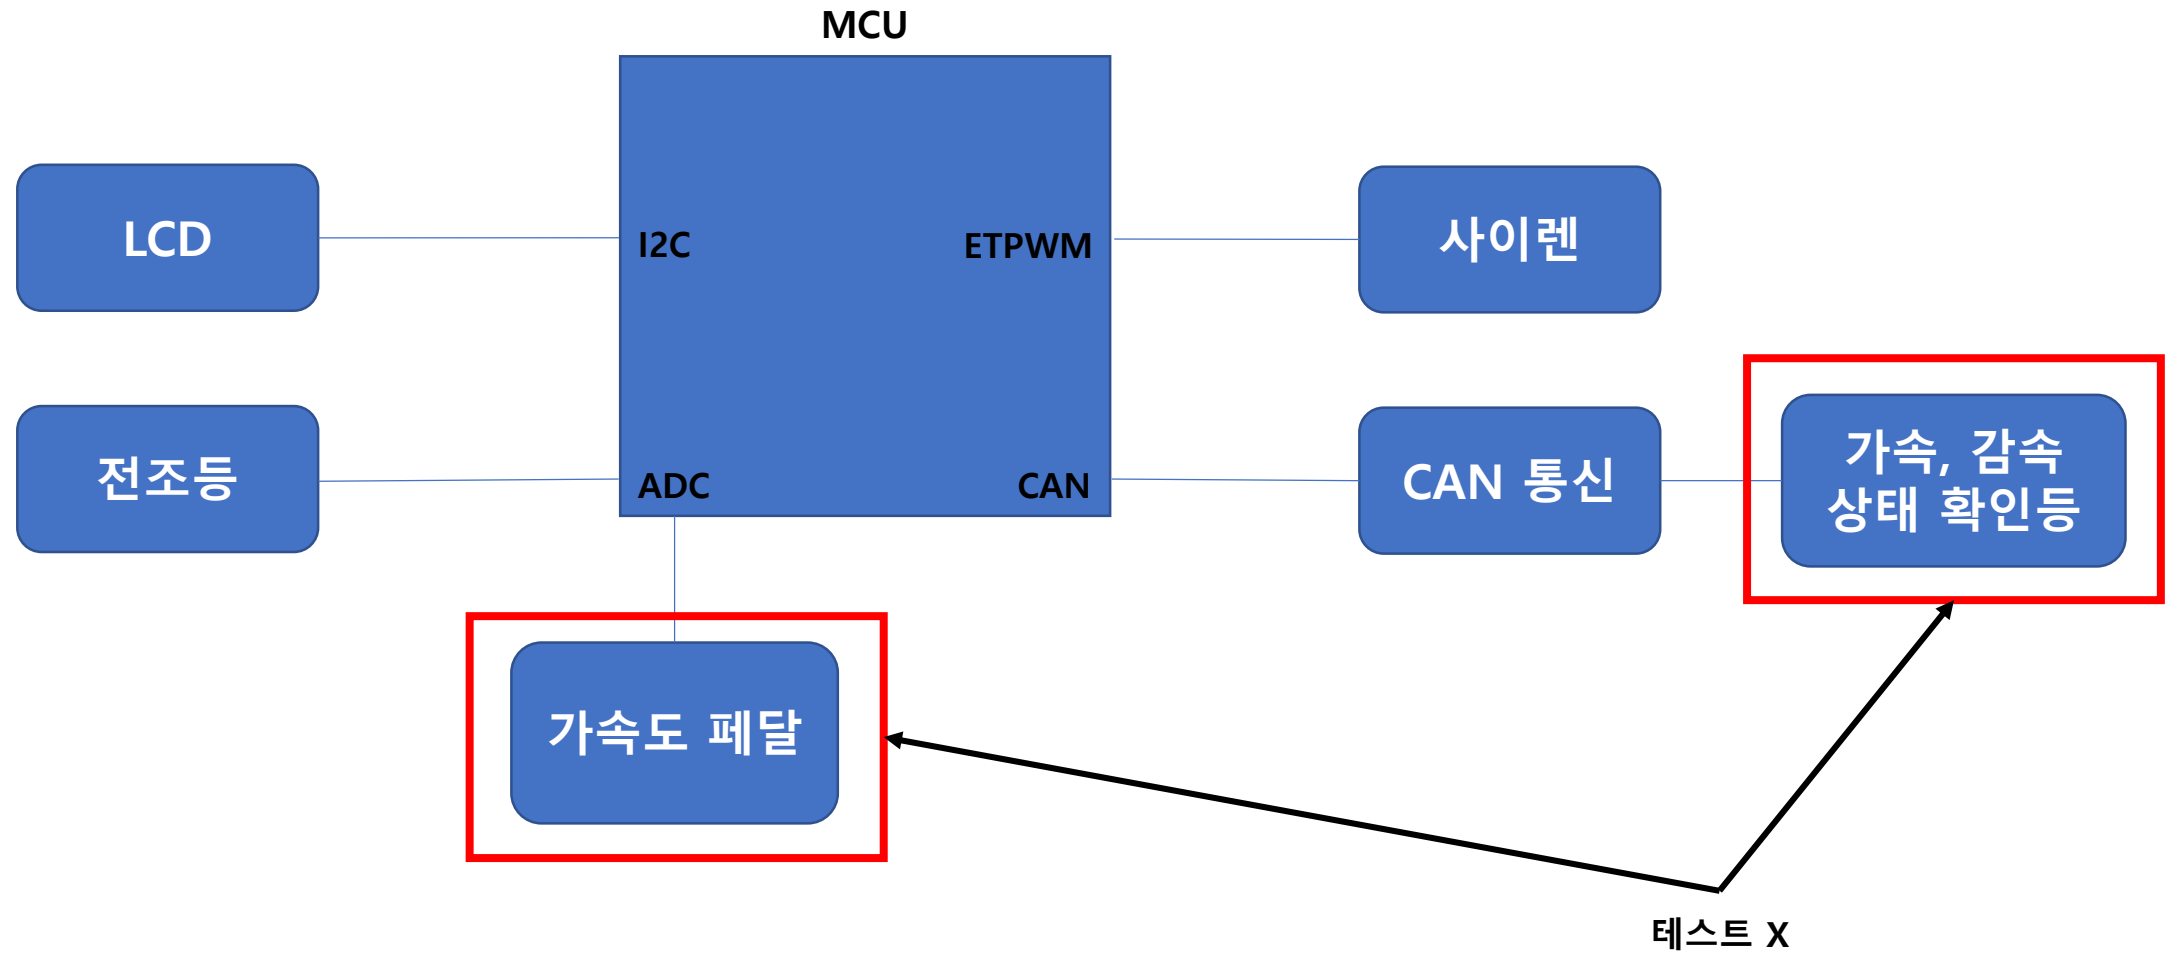 MCU
LCD
I2C
ETPWM
사이렌
전조등
ADC
CAN
CAN 통신
가속, 감속
상태 확인등
가속도 페달
테스트 X